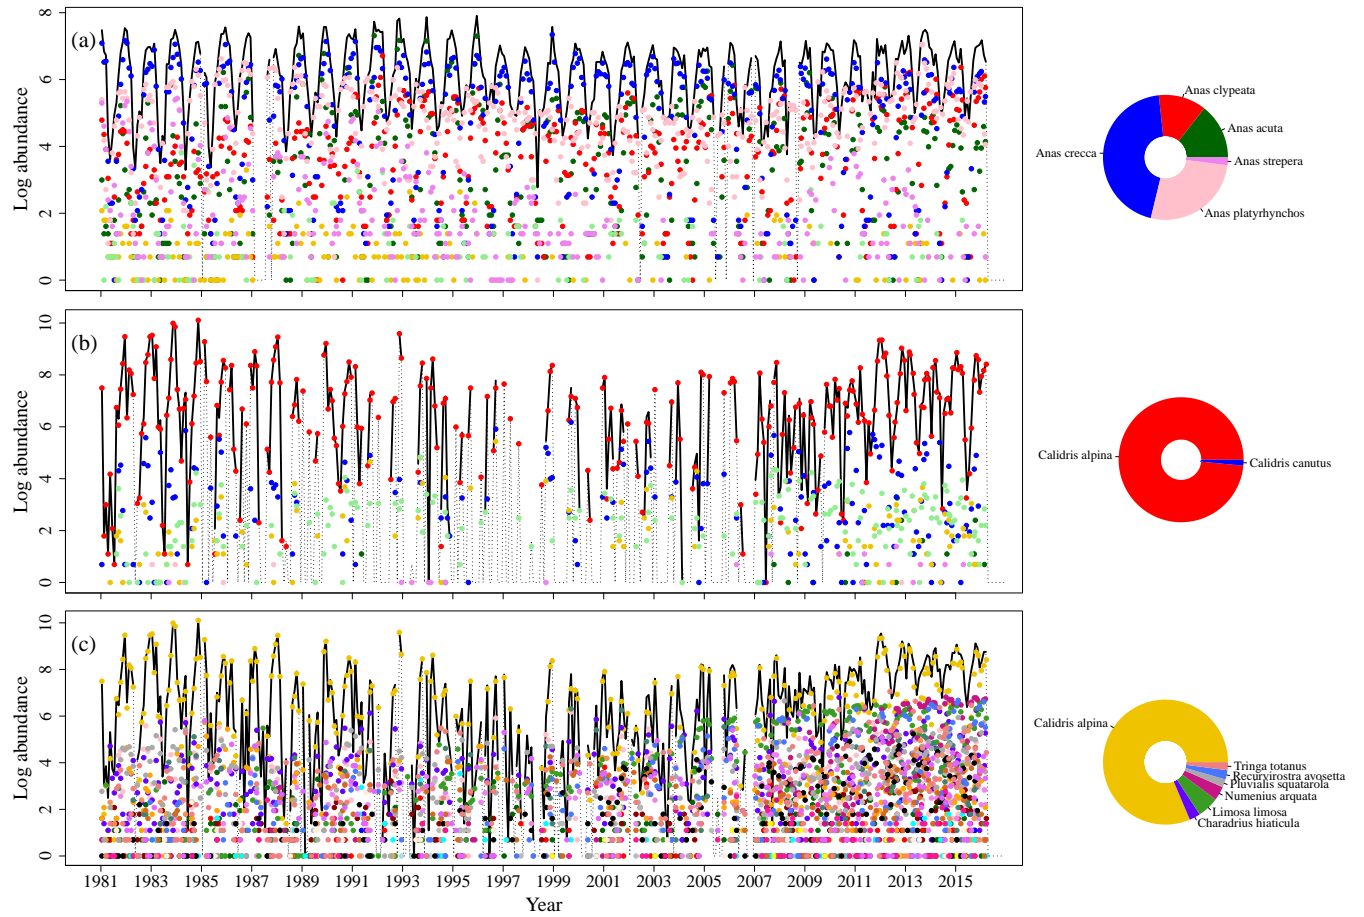 (a)
Log abundance
0 2 4 6 8
Anas clypeata
Anas acuta
Anas crecca
Anas strepera
Anas platyrhynchos
(b)
Log abundance
0 2 4 6 8 10
Calidris alpina
Calidris canutus
(c)
Log abundance
0 2 4 6 8 10
Calidris alpina
Tringa totanus
Recurvirostra avosetta
Pluvialis squatarola
Numenius arquata
Limosa limosa
Charadrius hiaticula
1981 1983 1985 1987 1989 1991 1993 1995 1997 1999 2001 2003 2005 2007 2009 2011 2013 2015
Year